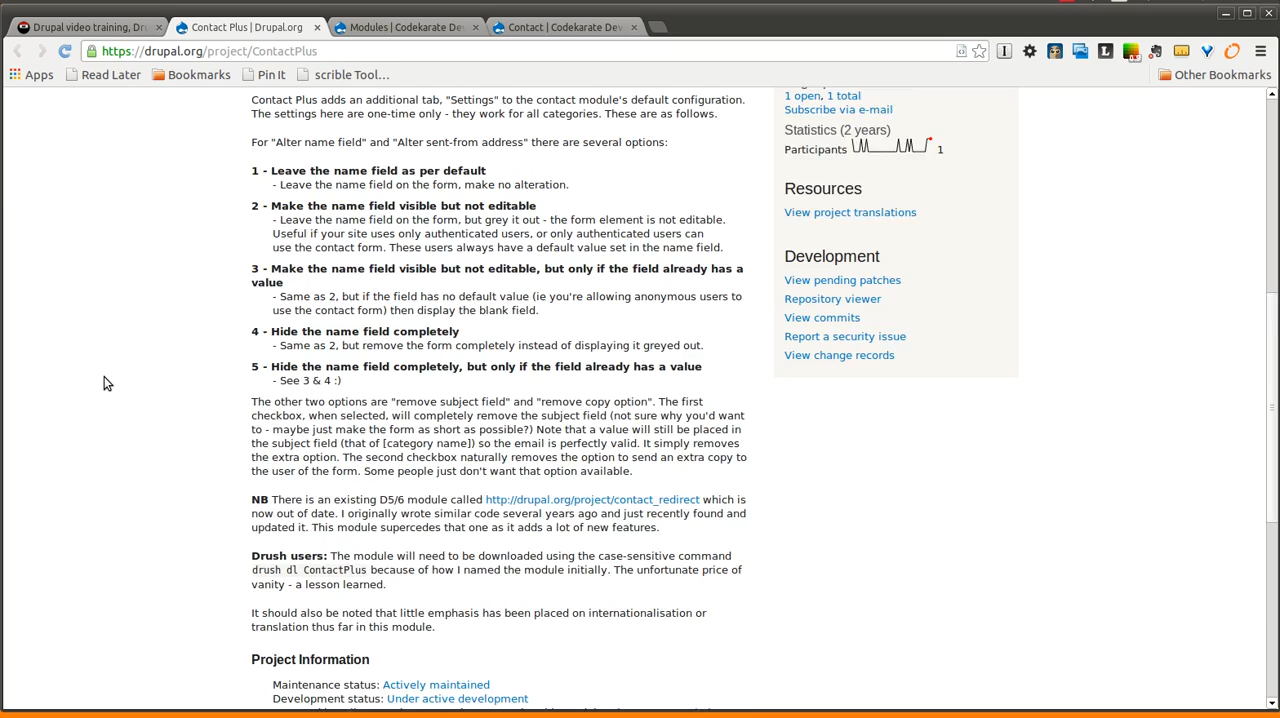 Drupal video training, Dr
Contact Plus | Drupal.org
Modules | Codekarate De
Contact | Codekarate Dev
https://drupal.org/project/ContactPlus
Apps
Read Later
Bookmarks
Pin It
scrible Tool...
Other Bookmarks
Contact Plus adds an additional tab, "Settings" to the contact module's default configuration.
The settings here are one-time only - they work for all categories. These are as follows.
For "Alter name field" and "Alter sent-from address" there are several options:
1 - Leave the name field as per default
- Leave the name field on the form, make no alteration.
2 - Make the name field visible but not editable
- Leave the name field on the form, but grey it out - the form element is not editable.
Useful if your site uses only authenticated users, or only authenticated users can
use the contact form. These users always have a default value set in the name field.
3 - Make the name field visible but not editable, but only if the field already has a
value
- Same as 2, but if the field has no default value (ie you're allowing anonymous users to
use the contact form) then display the blank field.
4 - Hide the name field completely
- Same as 2, but remove the form completely instead of displaying it greyed out.
5 - Hide the name field completely, but only if the field already has a value
- See 3 & 4 :)
The other two options are "remove subject field" and "remove copy option". The first
checkbox, when selected, will completely remove the subject field (not sure why you'd want
to - maybe just make the form as short as possible?) Note that a value will still be placed in
the subject field (that of [category name]) so the email is perfectly valid. It simply removes
the extra option. The second checkbox naturally removes the option to send an extra copy to
the user of the form. Some people just don't want that option available.
NB There is an existing D5/6 module called http://drupal.org/project/contact_redirect which is
now out of date. I originally wrote similar code several years ago and just recently found and
updated it. This module supercedes that one as it adds a lot of new features.
Drush users: The module will need to be downloaded using the case-sensitive command
drush dl ContactPlus because of how I named the module initially. The unfortunate price of
vanity - a lesson learned.
It should also be noted that little emphasis has been placed on internationalisation or
translation thus far in this module.
Project Information
Maintenance status: Actively maintained
Development status: Under active development
1 open, 1 total
Subscribe via e-mail
Statistics (2 years)
Participants 1
Resources
View project translations
Development
View pending patches
Repository viewer
View commits
Report a security issue
View change records